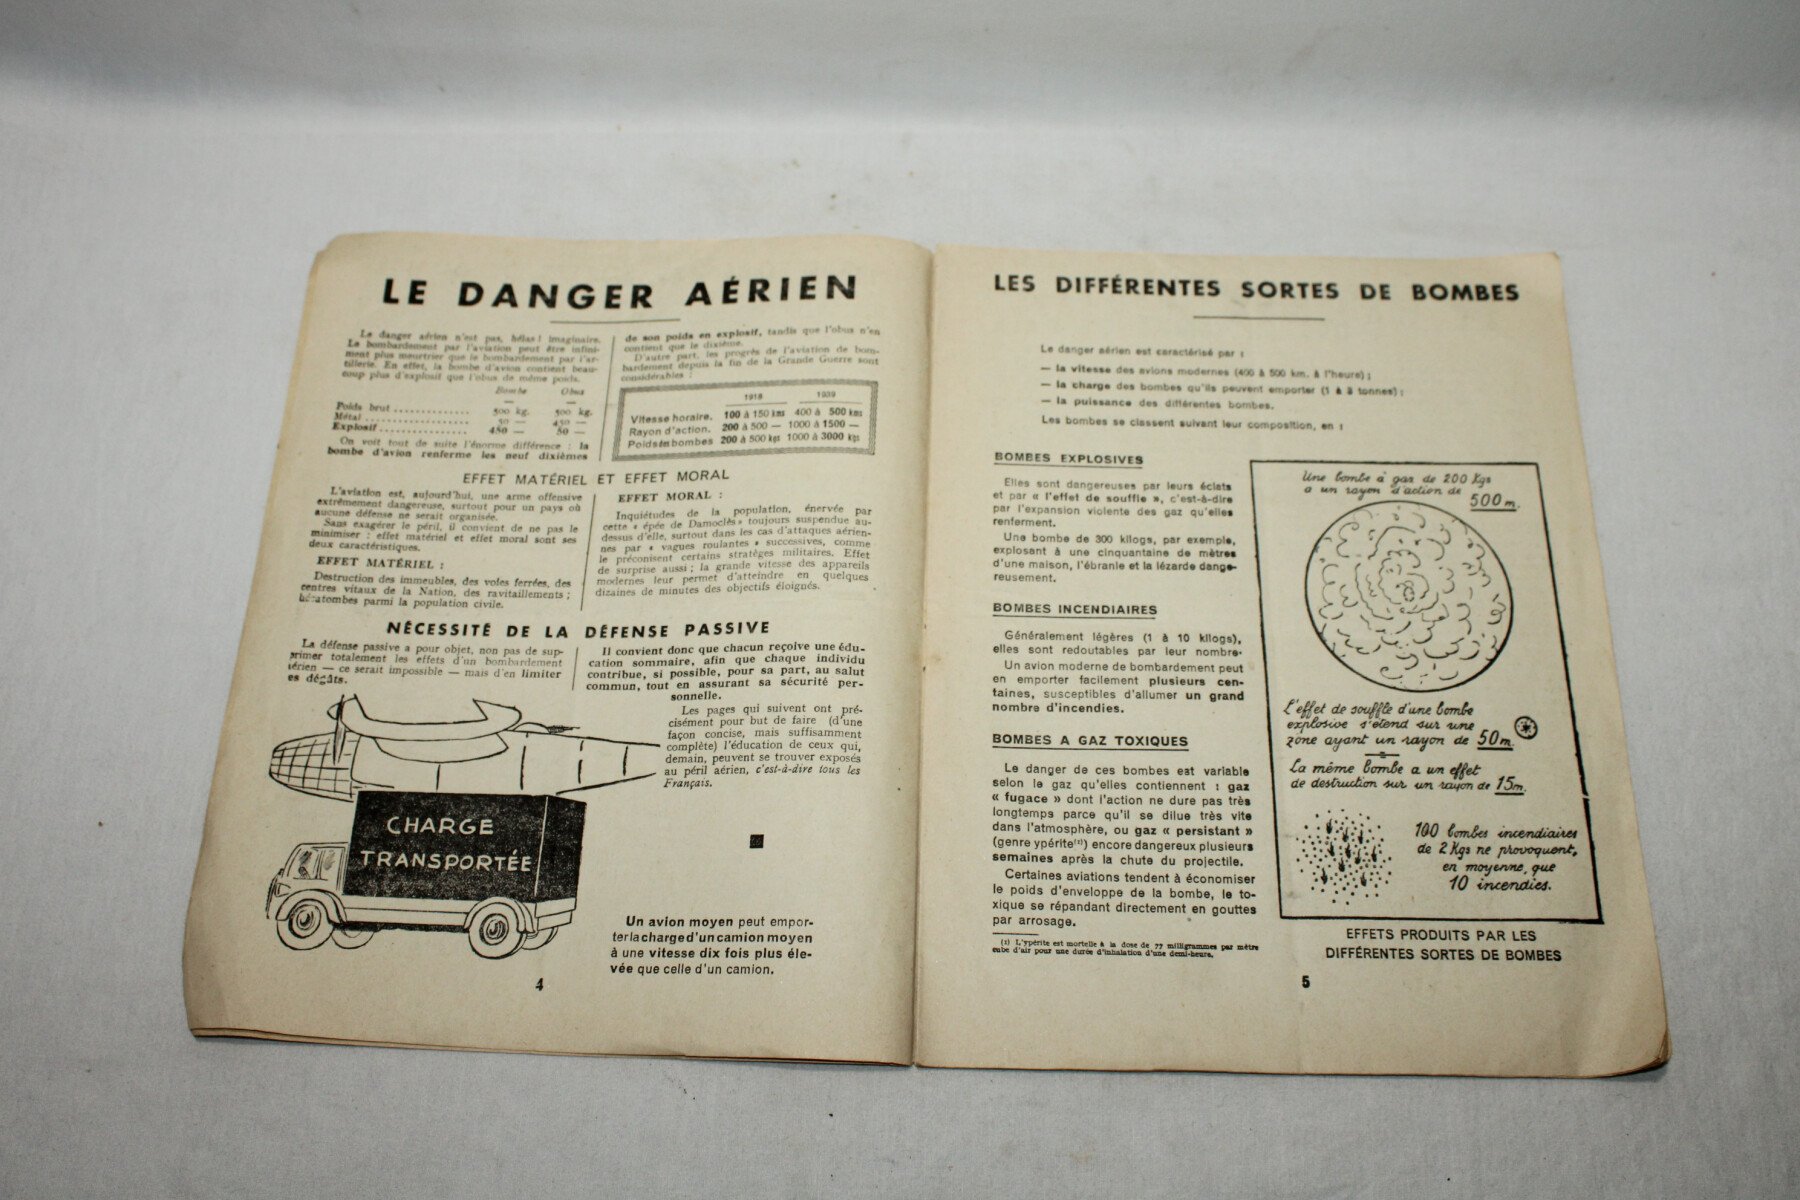 LE DANGER AÉRIEN
Le danger aérien n'est pas, hélas! imaginaire.
Le bombardement par l'aviation peut être infini-
ment plus meurtrier que le bombardement par l'ar-
tillerie. En effet, la bombe d'avion contient beau-
coup plus d'explosif que l'obus de même poids.
Bombe Obus
— —
Poids brut .............. 500 kg. 500 kg.
Métal .................... 50 — 450 —
Explosif ................. 450 — 50 —
On voit tout de suite l'énorme différence : la
bombe d'avion renferme les neuf dixièmes
de son poids en explosif, tandis que l'obus n'en
contient que le dixième.
D'autre part, les progrès de l'aviation de bom-
bardement depuis la fin de la Grande Guerre sont
considérables :
1918 1939
Vitesse horaire. 100 à 150 kms 400 à 500 kms
Rayon d'action. 200 à 500 — 1000 à 1500 —
Poids en bombes 200 à 500 kgs 1000 à 3000 kgs
EFFET MATÉRIEL ET EFFET MORAL
L'aviation est, aujourd'hui, une arme offensive
extrêmement dangereuse, surtout pour un pays où
aucune défense ne serait organisée.
Sans exagérer le péril, il convient de ne pas le
minimiser : effet matériel et effet moral sont ses
deux caractéristiques.
EFFET MATÉRIEL :
Destruction des immeubles, des voies ferrées, des
centres vitaux de la Nation, des ravitaillements ;
hécatombes parmi la population civile.
EFFET MORAL :
Inquiétudes de la population, énervée par
cette « épée de Damoclès » toujours suspendue au-
dessus d'elle, surtout dans les cas d'attaques aérien-
nes par « vagues roulantes » successives, comme
le préconisent certains stratèges militaires. Effet
de surprise aussi ; la grande vitesse des appareils
modernes leur permet d'atteindre en quelques
dizaines de minutes des objectifs éloignés.
NÉCESSITÉ DE LA DÉFENSE PASSIVE
La défense passive a pour objet, non pas de sup-
primer totalement les effets d'un bombardement
aérien — ce serait impossible — mais d'en limiter
es dégâts.
Il convient donc que chacun reçoive une édu-
cation sommaire, afin que chaque individu
contribue, si possible, pour sa part, au salut
commun, tout en assurant sa sécurité per-
sonnelle.
Les pages qui suivent ont pré-
cisément pour but de faire (d'une
façon concise, mais suffisamment
complète) l'éducation de ceux qui,
demain, peuvent se trouver exposés
au péril aérien, c'est-à-dire tous les
Français.
CHARGE
TRANSPORTÉE
Un avion moyen peut empor-
ter la charge d'un camion moyen
à une vitesse dix fois plus éle-
vée que celle d'un camion.
4
LES DIFFÉRENTES SORTES DE BOMBES
Le danger aérien est caractérisé par :
— la vitesse des avions modernes (400 à 500 km. à l'heure) ;
— la charge des bombes qu'ils peuvent emporter (1 à 3 tonnes) ;
— la puissance des différentes bombes.
Les bombes se classent suivant leur composition, en :
BOMBES EXPLOSIVES
Elles sont dangereuses par leurs éclats
et par « l'effet de souffle », c'est-à-dire
par l'expansion violente des gaz qu'elles
renferment.
Une bombe de 300 kilogs, par exemple,
explosent à une cinquantaine de mètres
d'une maison, l'ébranle et la lézarde dange-
reusement.
BOMBES INCENDIAIRES
Généralement légères (1 à 10 kilogs),
elles sont redoutables par leur nombre.
Un avion moderne de bombardement peut
en emporter facilement plusieurs cen-
taines, susceptibles d'allumer un grand
nombre d'incendies.
BOMBES A GAZ TOXIQUES
Le danger de ces bombes est variable
selon le gaz qu'elles contiennent : gaz
« fugace » dont l'action ne dure pas très
longtemps parce qu'il se dilue très vite
dans l'atmosphère, ou gaz « persistant »
(genre ypérite(1)) encore dangereux plusieurs
semaines après la chute du projectile.
Certaines aviations tendent à économiser
le poids d'enveloppe de la bombe, le to-
xique se répandant directement en gouttes
par arrosage.
(1) L'ypérite est mortelle à la dose de 77 milligrammes par mètre
cube d'air pour une durée d'inhalation d'une demi-heure.
Une bombe à gaz de 200 Kgs
a un rayon d'action de
500 m.
L'effet de souffle d'une bombe
explosive s'étend sur une
zone ayant un rayon de 50 m.
La même bombe a un effet
de destruction sur un rayon de 15 m.
100 bombes incendiaires
de 2 Kgs ne provoquent,
en moyenne, que
10 incendies.
EFFETS PRODUITS PAR LES
DIFFÉRENTES SORTES DE BOMBES
5